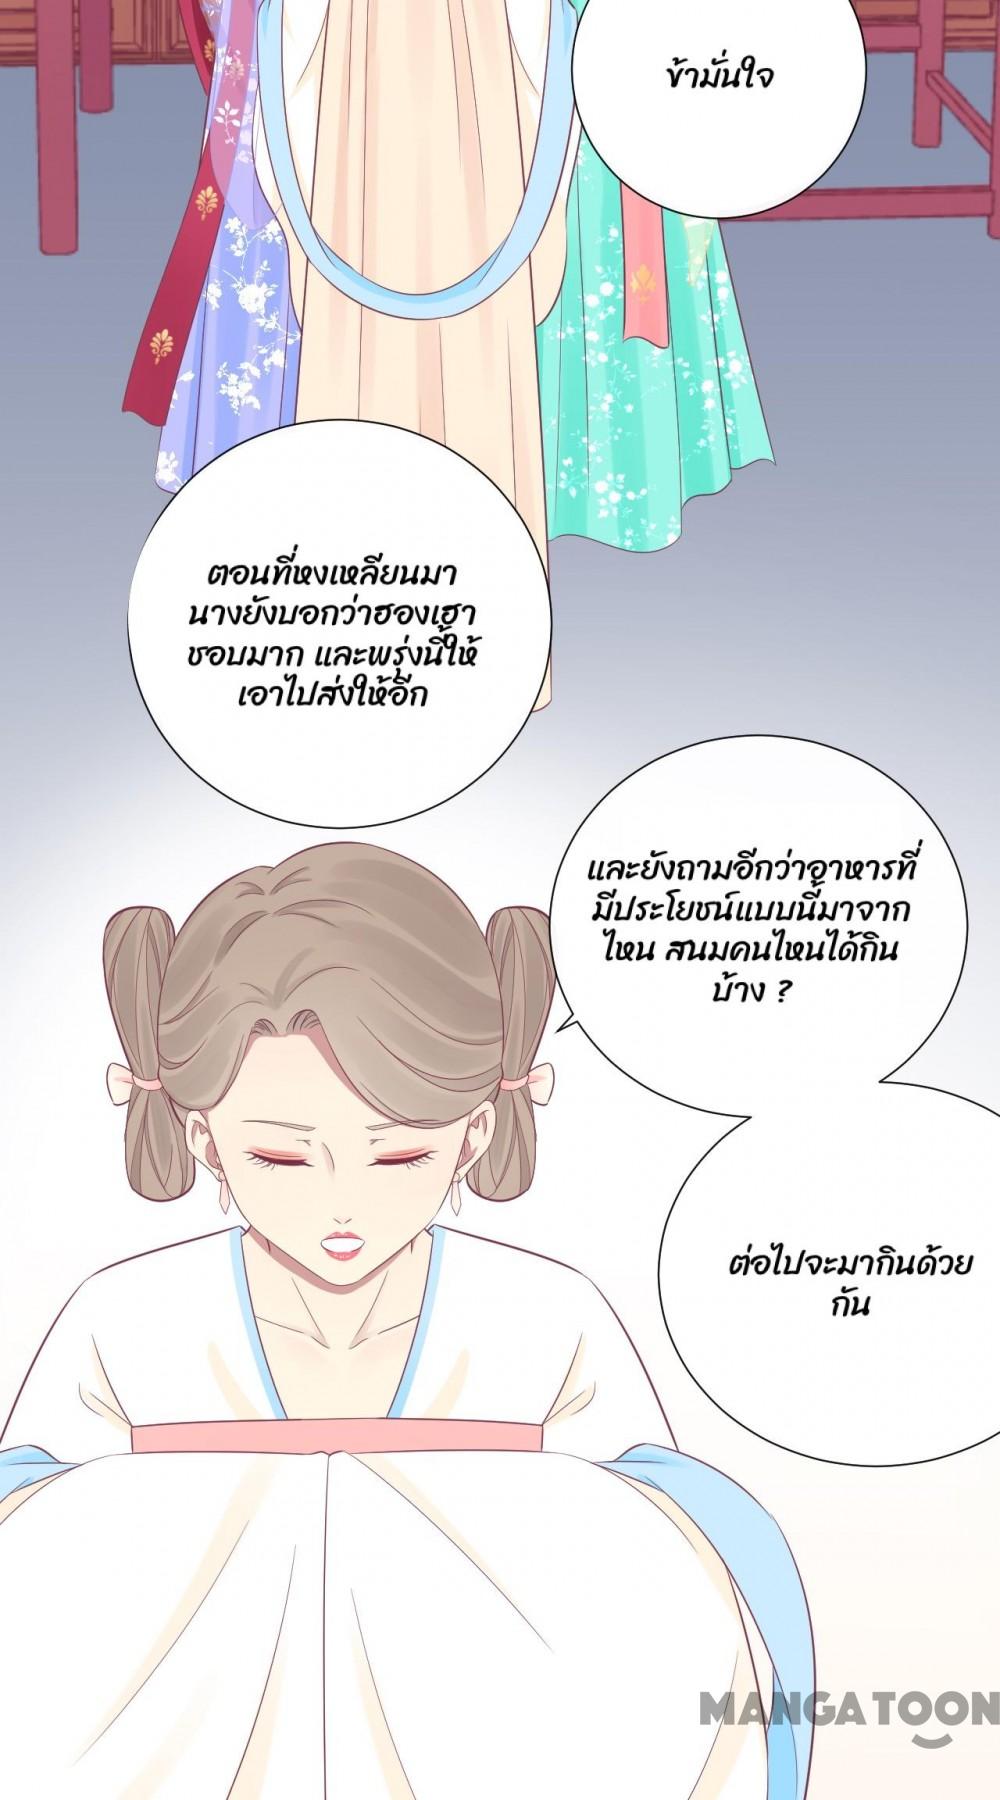 ข้ามั่นใจ
ตอนที่หงเหลียนมา
นางยังบอกว่าฮองเฮา
ชอบมาก และพรุ่งนี้ให้
เอาไปส่งให้อีก
และยังถามอีกว่าอาหารที่
มีประโยชน์แบบนี้มาจาก
ไหน สนมคนไหนได้กิน
บ้าง ?
ต่อไปจะมากินด้วย
กัน
MANGATOON